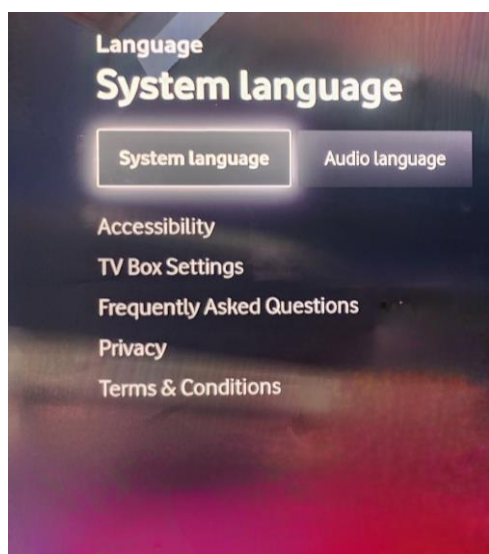 Language
System language
System language Audio language
Accessibility
TV Box Settings
Frequently Asked Questions
Privacy
Terms & Conditions